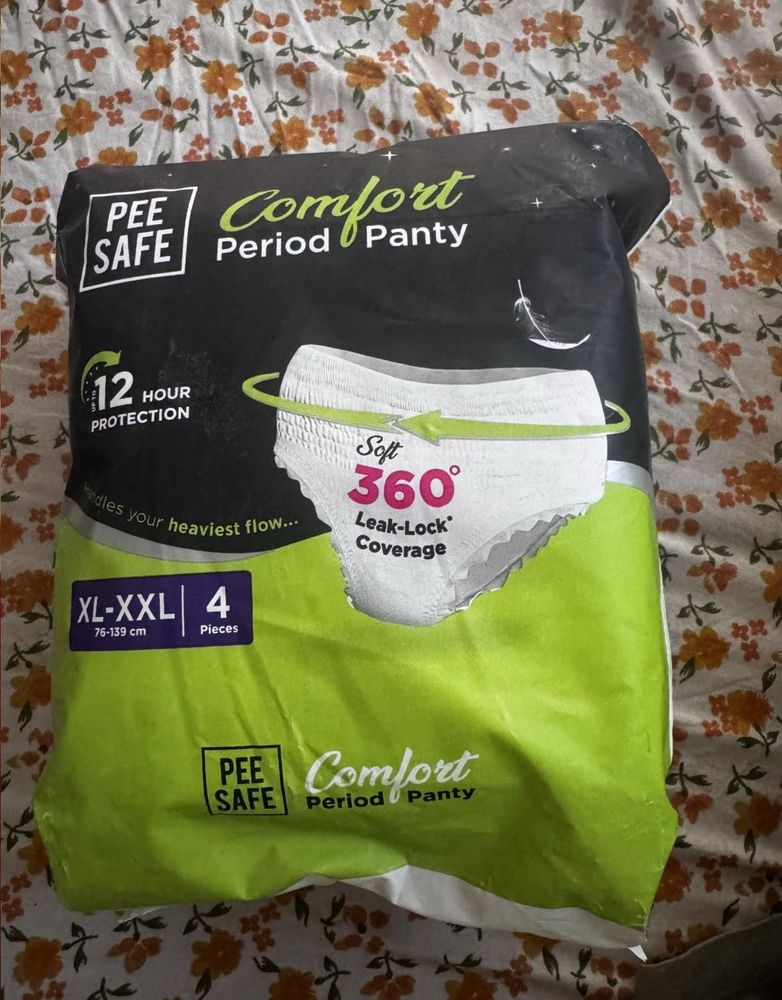 PEE
SAFE
Comfort
Period Panty
UP TO
12 HOUR
PROTECTION
Soft
360°
Leak-Lock*
Coverage
Handles your heaviest flow...
XL-XXL
76-139 cm
4
Pieces
PEE
SAFE
Comfort
Period Panty